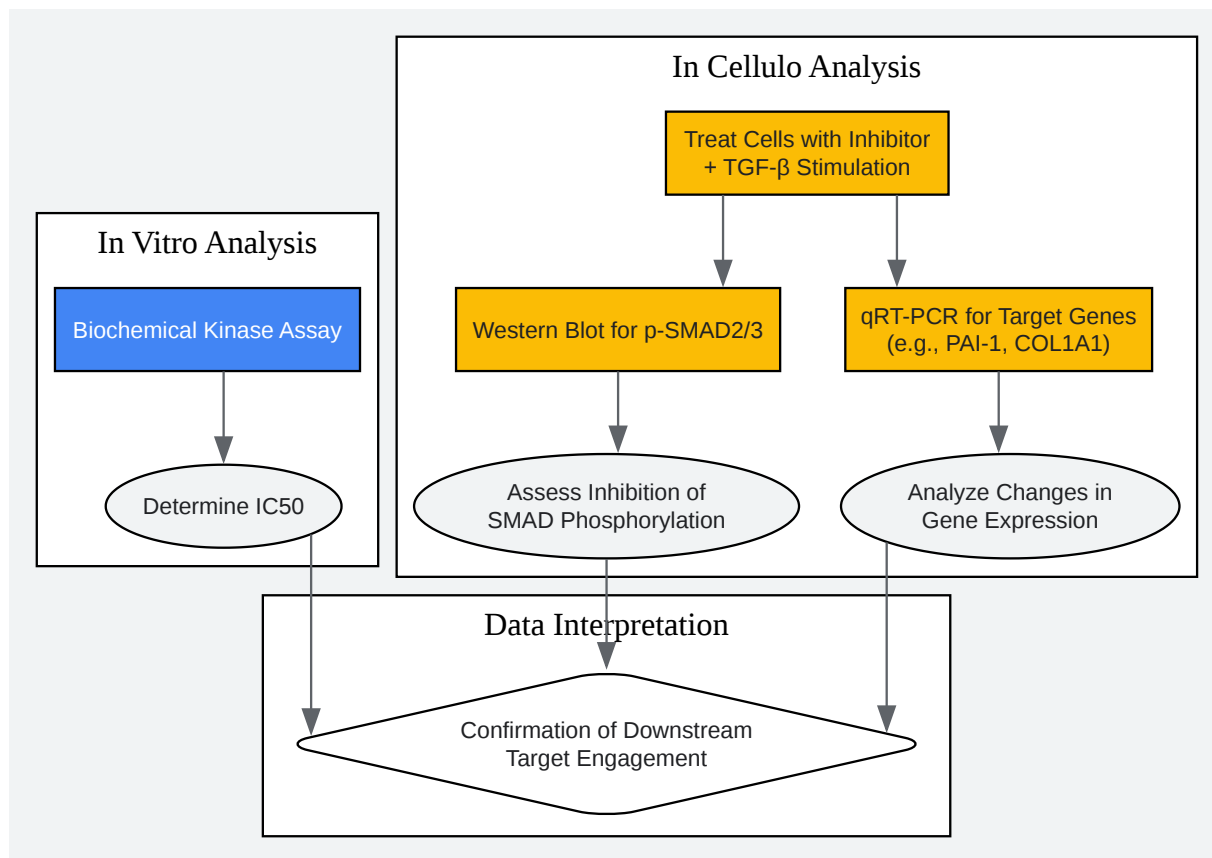 In Cellulo Analysis
Treat Cells with Inhibitor
+ TGF-β Stimulation
In Vitro Analysis
Biochemical Kinase Assay
Western Blot for p-SMAD2/3
qRT-PCR for Target Genes
(e.g., PAI-1, COL1A1)
Determine IC50
Assess Inhibition of
SMAD Phosphorylation
Analyze Changes in
Gene Expression
Data Interpretation
Confirmation of Downstream
Target Engagement